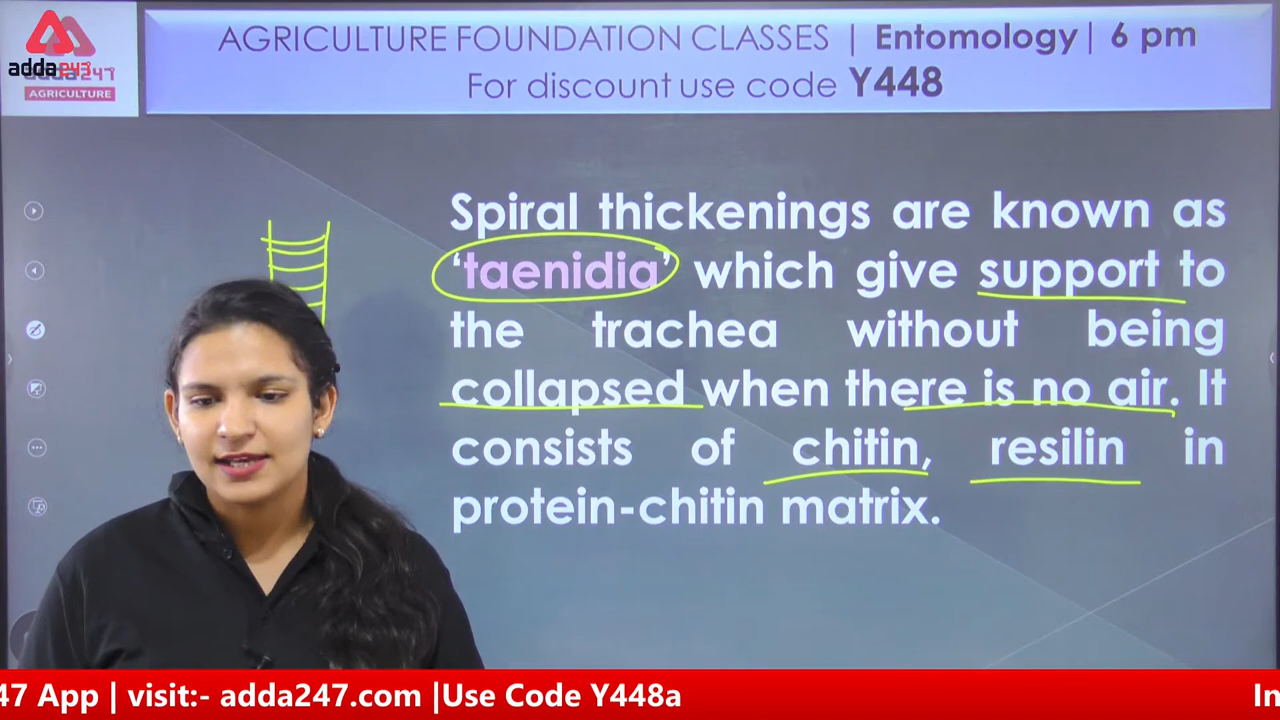 adda247
AGRICULTURE
AGRICULTURE FOUNDATION CLASSES | Entomology| 6 pm
For discount use code Y448
Spiral thickenings are known as
‘taenidia’ which give support to
the trachea without being
collapsed when there is no air. It
consists of chitin, resilin in
protein-chitin matrix.
47 App | visit:- adda247.com |Use Code Y448a
In